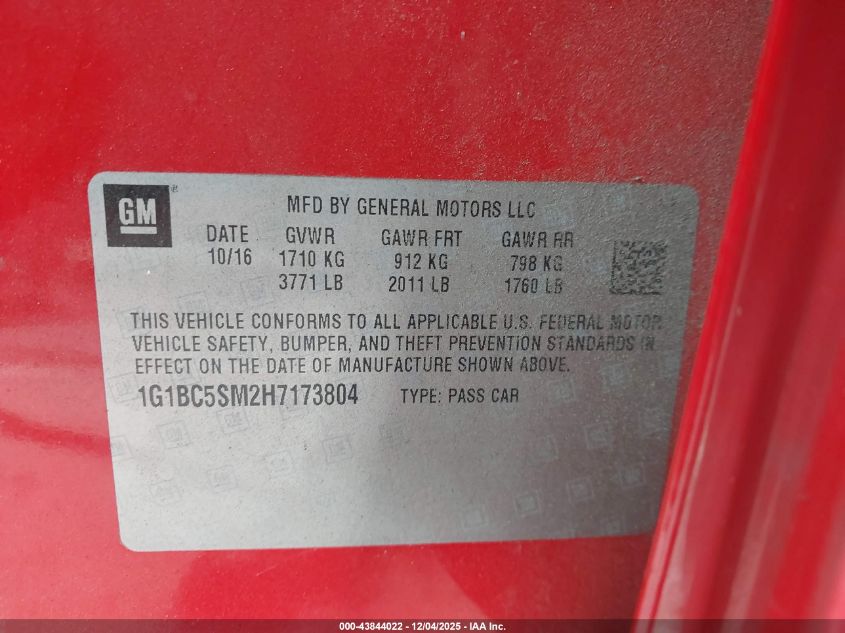 GM ®
MFD BY GENERAL MOTORS LLC
DATE GVWR GAWR FRT GAWR RR
10/16 1710 KG 912 KG 798 KG
3771 LB 2011 LB 1760 LB
THIS VEHICLE CONFORMS TO ALL APPLICABLE U.S. FEDERAL MOTOR
VEHICLE SAFETY, BUMPER, AND THEFT PREVENTION STANDARDS IN
EFFECT ON THE DATE OF MANUFACTURE SHOWN ABOVE.
1G1BC5SM2H7173804 TYPE: PASS CAR
000-43844022 - 12/04/2025 - IAA Inc.